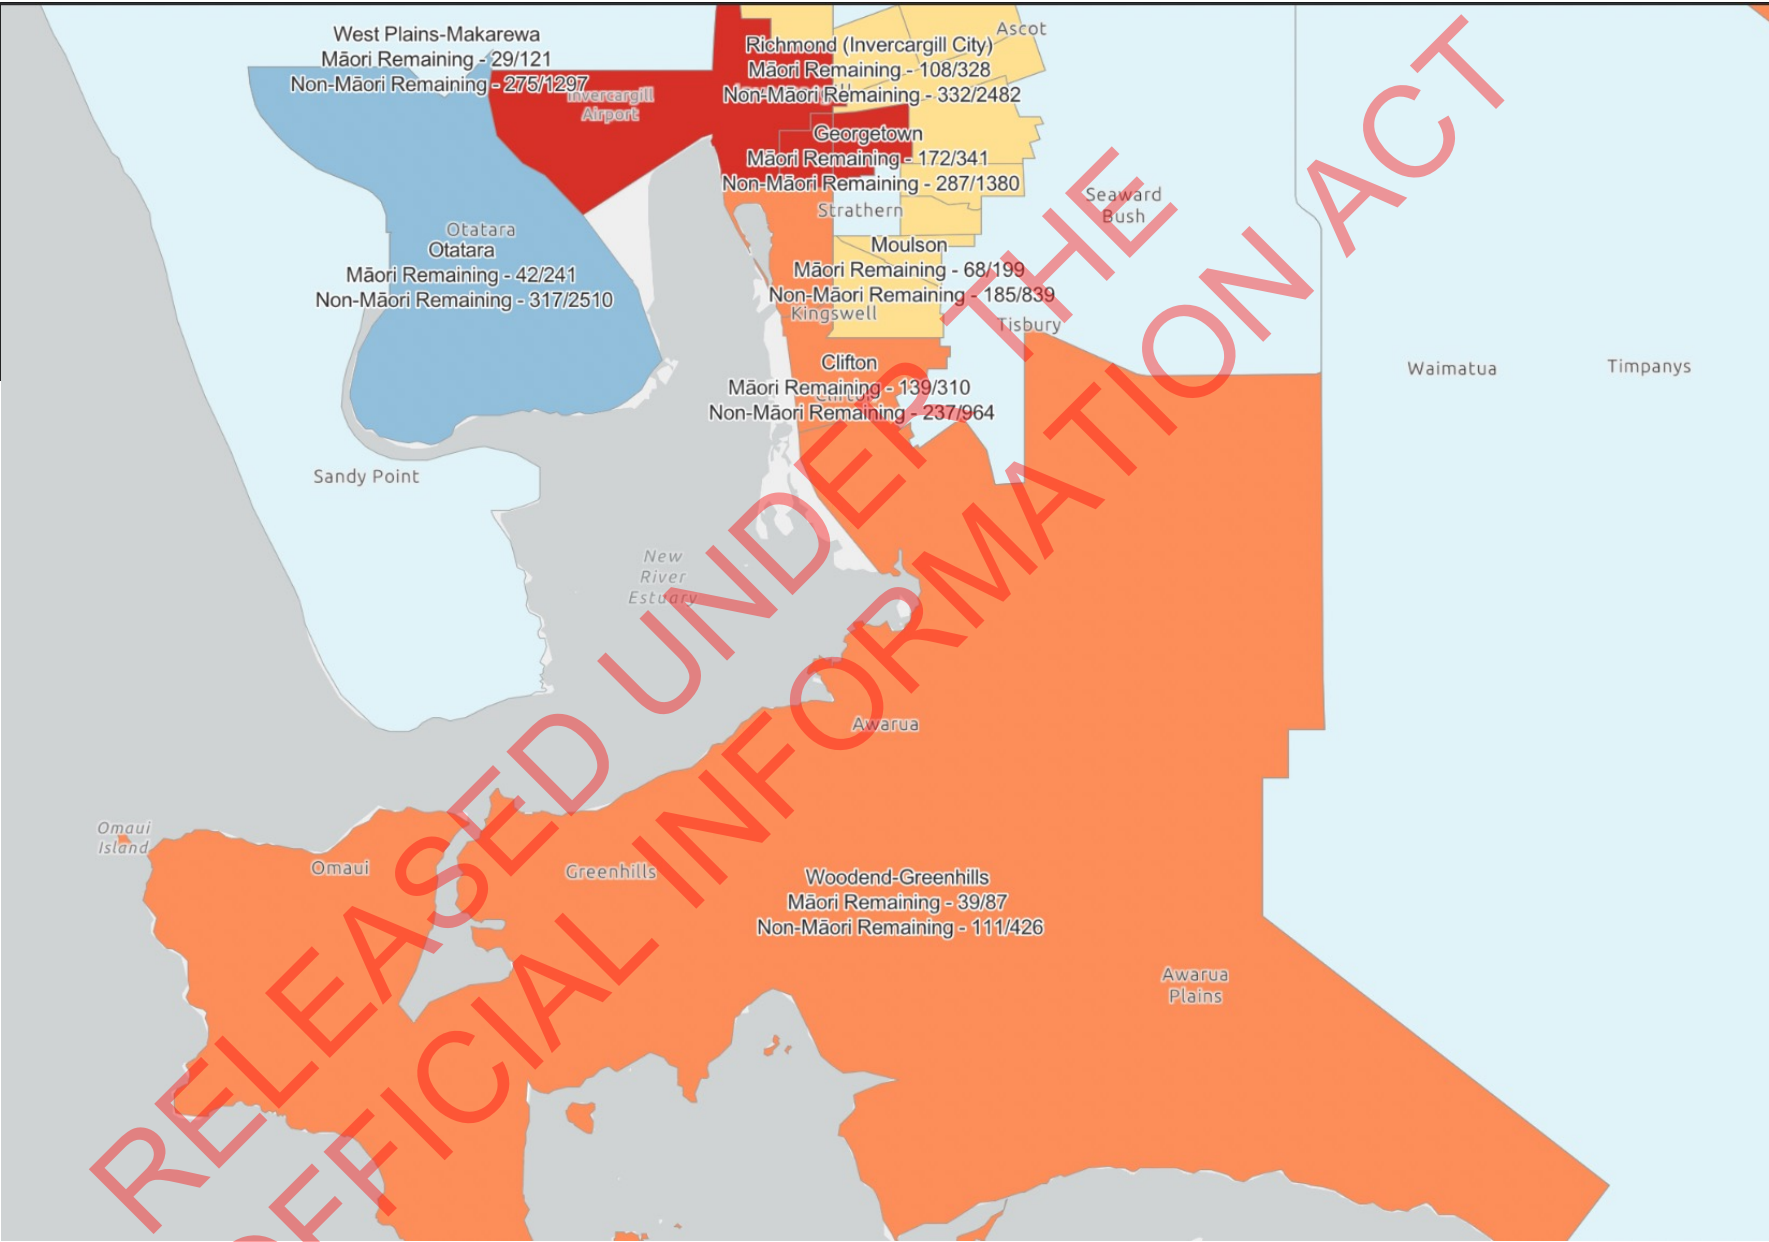 West Plains-Makarewa
Māori Remaining - 29/121
Non-Māori Remaining - 275/1297
Invercargill
Airport
Ascot
Richmond (Invercargill City)
Māori Remaining - 108/328
Non-Māori Remaining - 332/2482
Georgetown
Māori Remaining - 172/341
Non-Māori Remaining - 287/1380
Strathern
Seaward
Bush
Otatara
Otatara
Māori Remaining - 42/241
Non-Māori Remaining - 317/2510
Moulson
Māori Remaining - 68/199
Non-Māori Remaining - 185/839
Kingswell
Tisbury
Clifton
Māori Remaining - 139/310
Clifton
Non-Māori Remaining - 237/964
Waimatua
Timpanys
Sandy Point
New
River
Estuary
Awarua
Omaui
Island
Omaui
Greenhills
Woodend-Greenhills
Māori Remaining - 39/87
Non-Māori Remaining - 111/426
Awarua
Plains
RELEASED UNDER THE
OFFICIAL INFORMATION ACT